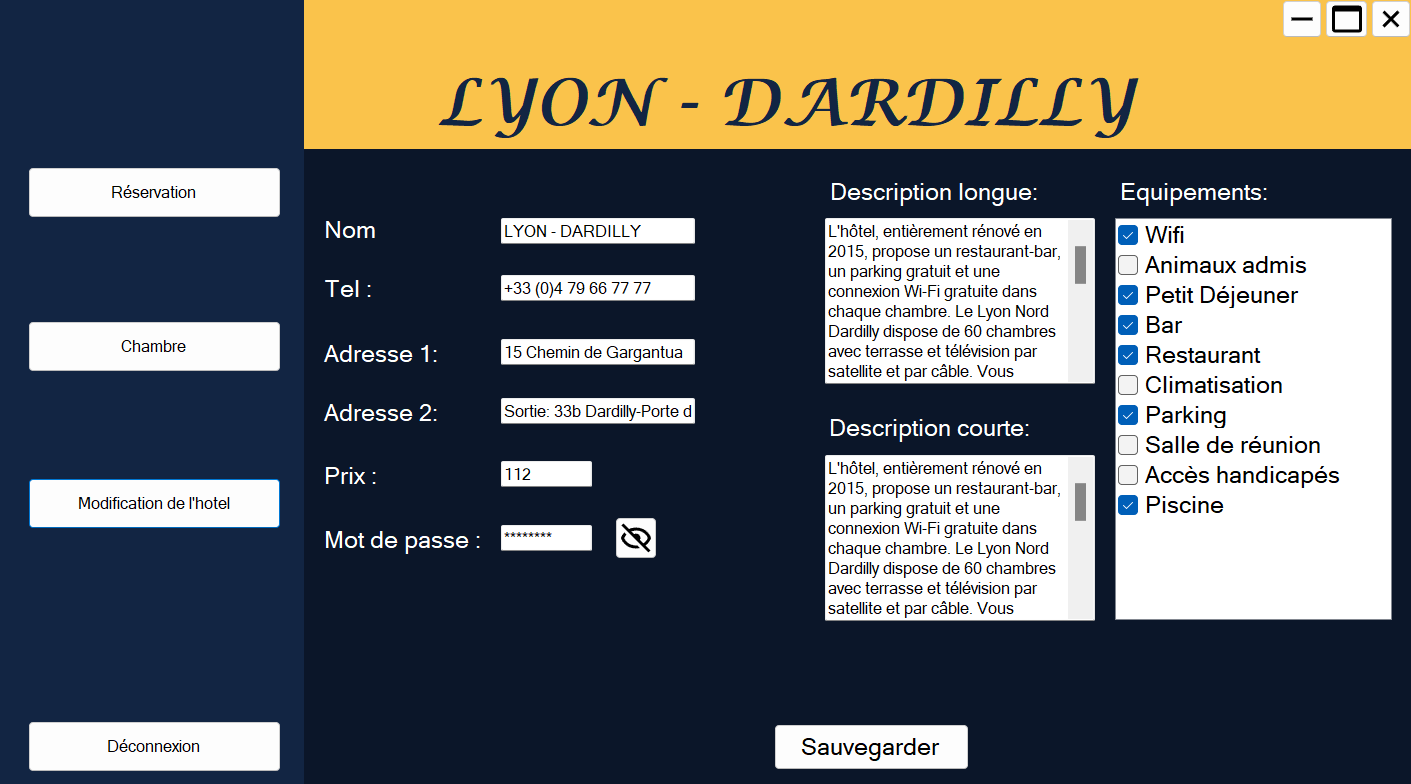 LYON - DARDILLY
Réservation
Chambre
Modification de l'hotel
Déconnexion
Nom
LYON - DARDILLY
Tel :
+33 (0)4 79 66 77 77
Adresse 1:
15 Chemin de Gargantua
Adresse 2:
Sortie: 33b Dardilly-Porte d
Prix :
112
Mot de passe :
********
Description longue:
L'hôtel, entièrement rénové en
2015, propose un restaurant-bar,
un parking gratuit et une
connexion Wi-Fi gratuite dans
chaque chambre. Le Lyon Nord
Dardilly dispose de 60 chambres
avec terrasse et télévision par
satellite et par câble. Vous
Description courte:
L'hôtel, entièrement rénové en
2015, propose un restaurant-bar,
un parking gratuit et une
connexion Wi-Fi gratuite dans
chaque chambre. Le Lyon Nord
Dardilly dispose de 60 chambres
avec terrasse et télévision par
satellite et par câble. Vous
Equipements:
Wifi
Animaux admis
Petit Déjeuner
Bar
Restaurant
Climatisation
Parking
Salle de réunion
Accès handicapés
Piscine
Sauvegarder